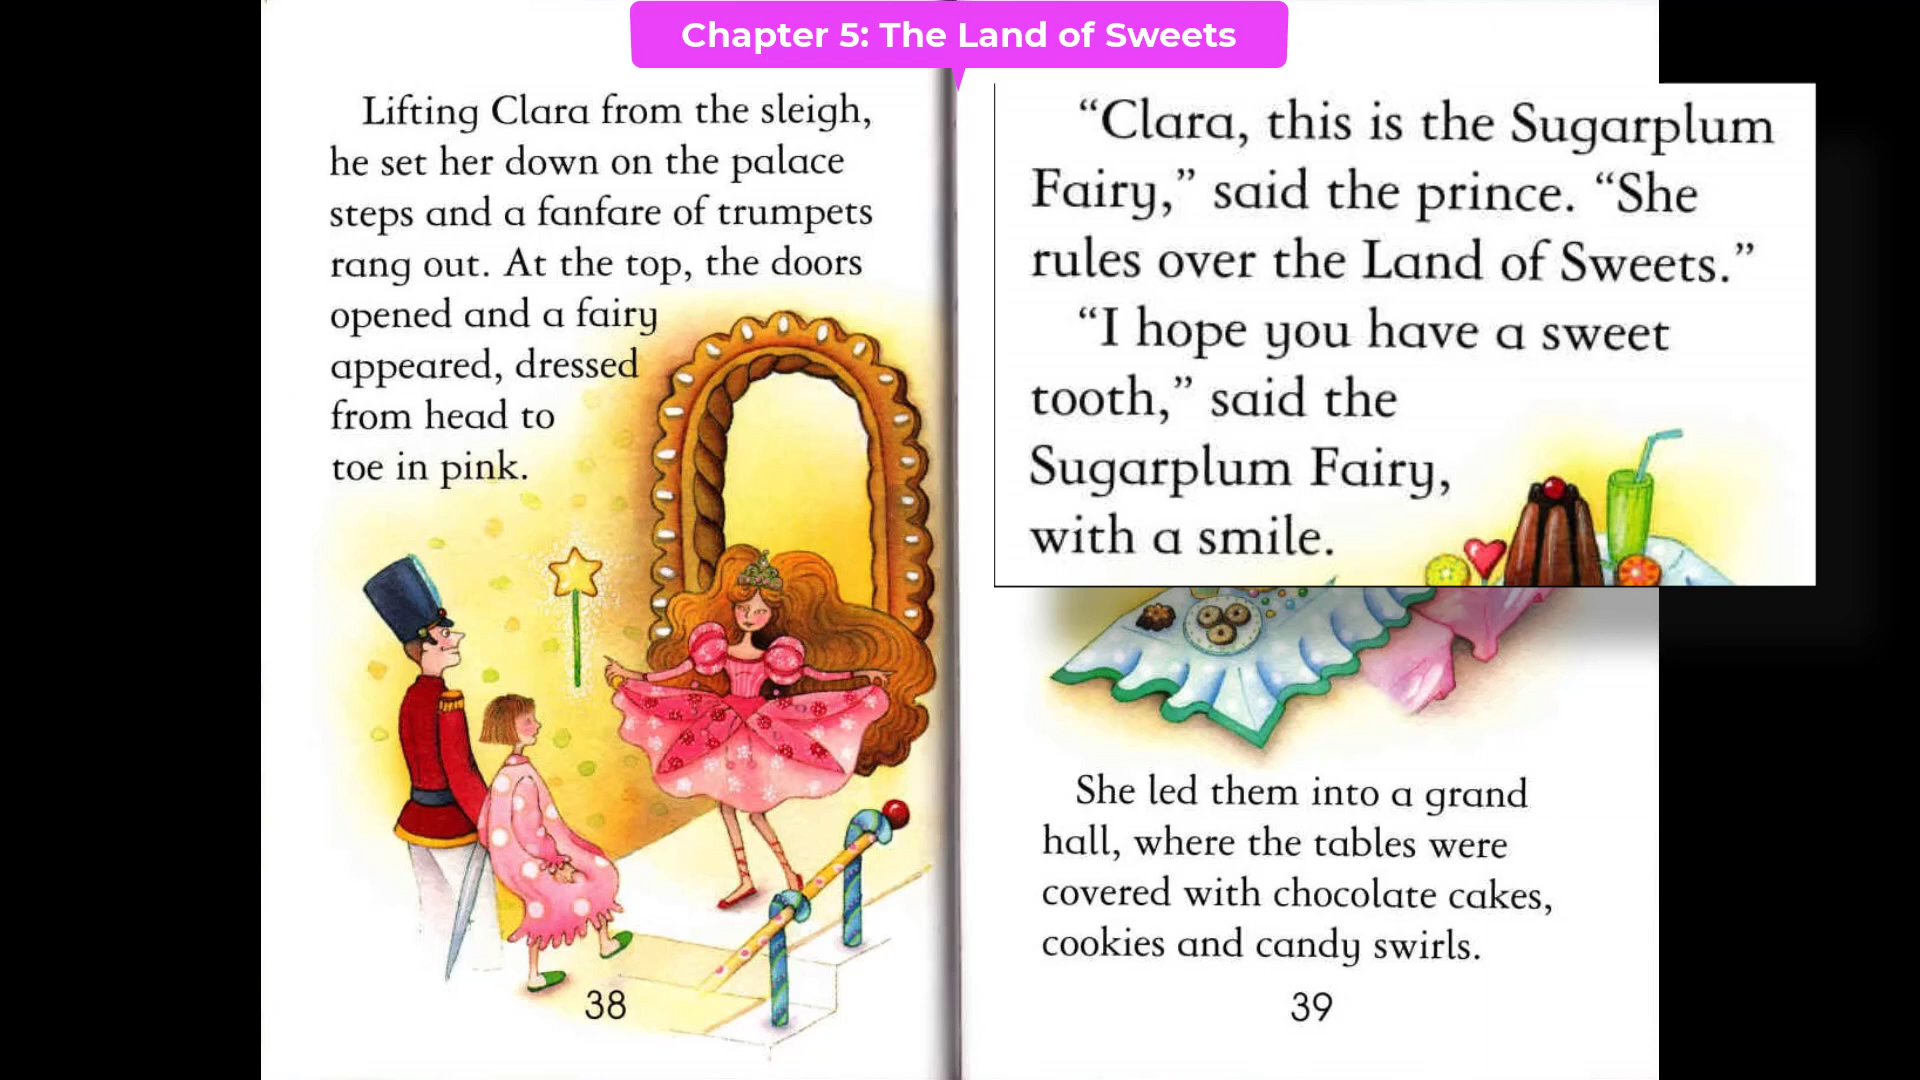 Chapter 5: The Land of Sweets
Lifting Clara from the sleigh,
he set her down on the palace
steps and a fanfare of trumpets
rang out. At the top, the doors
opened and a fairy
appeared, dressed
from head to
toe in pink.
38
“Clara, this is the Sugarplum
Fairy,” said the prince. “She
rules over the Land of Sweets.”
“I hope you have a sweet
tooth,” said the
Sugarplum Fairy,
with a smile.
She led them into a grand
hall, where the tables were
covered with chocolate cakes,
cookies and candy swirls.
39